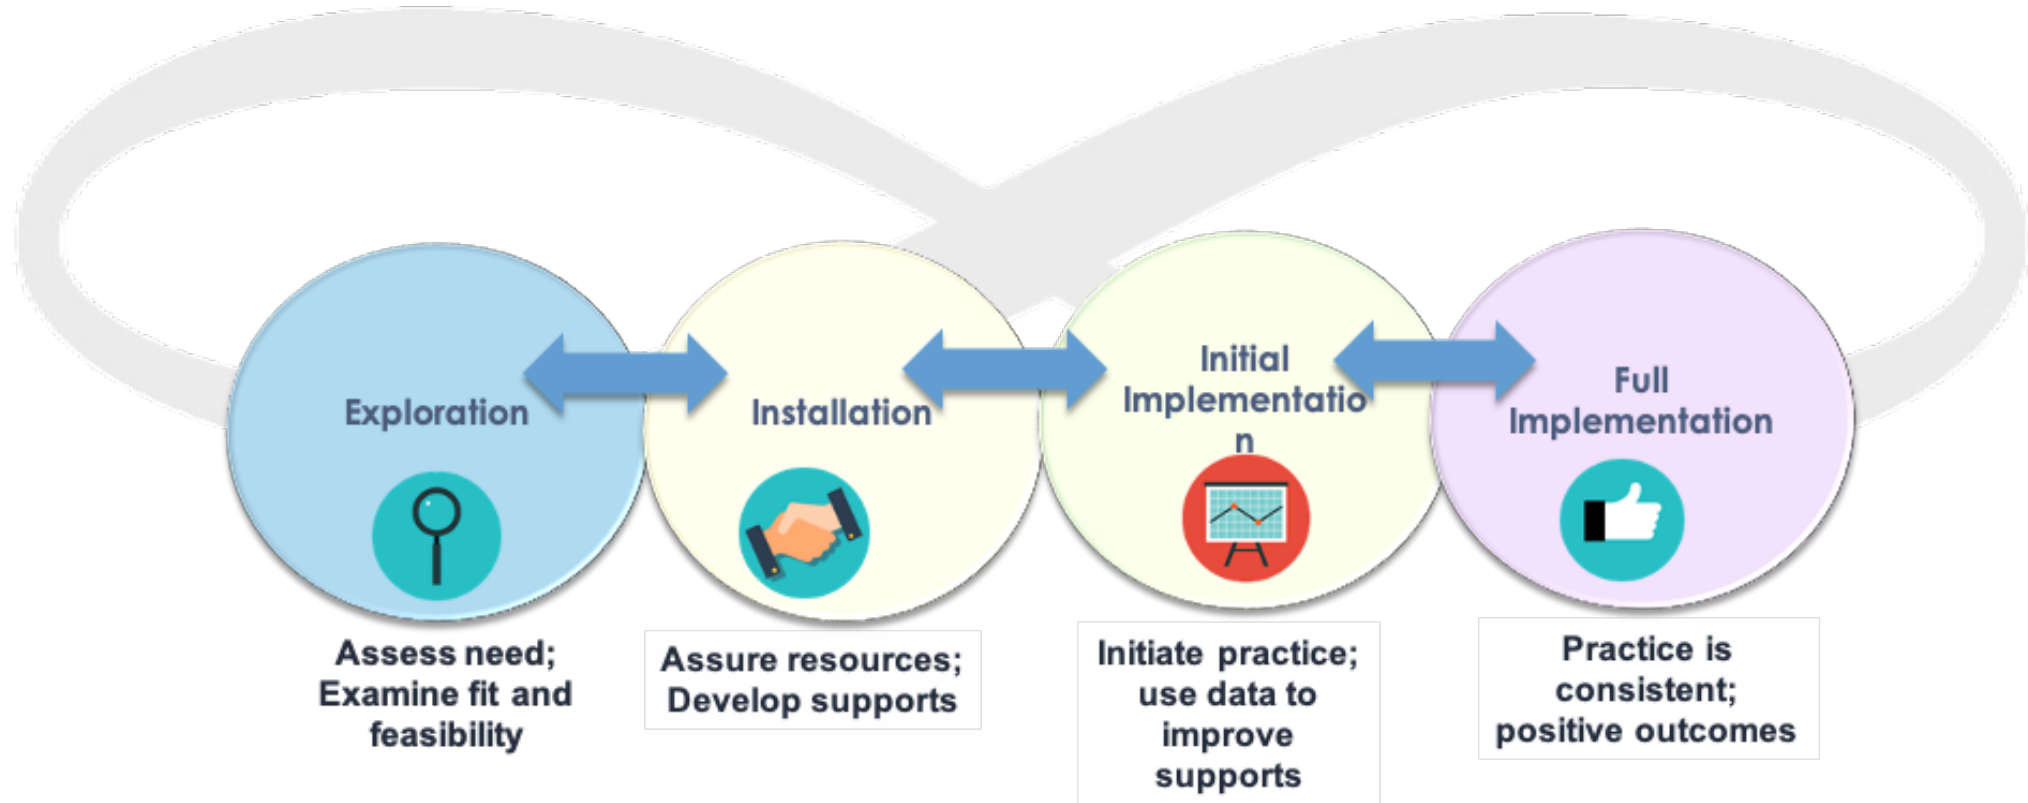 Exploration
Installation
Initial
Implementatio
n
Full
Implementation
Assess need;
Examine fit and
feasibility
Assure resources;
Develop supports
Initiate practice;
use data to
improve
supports
Practice is
consistent;
positive outcomes